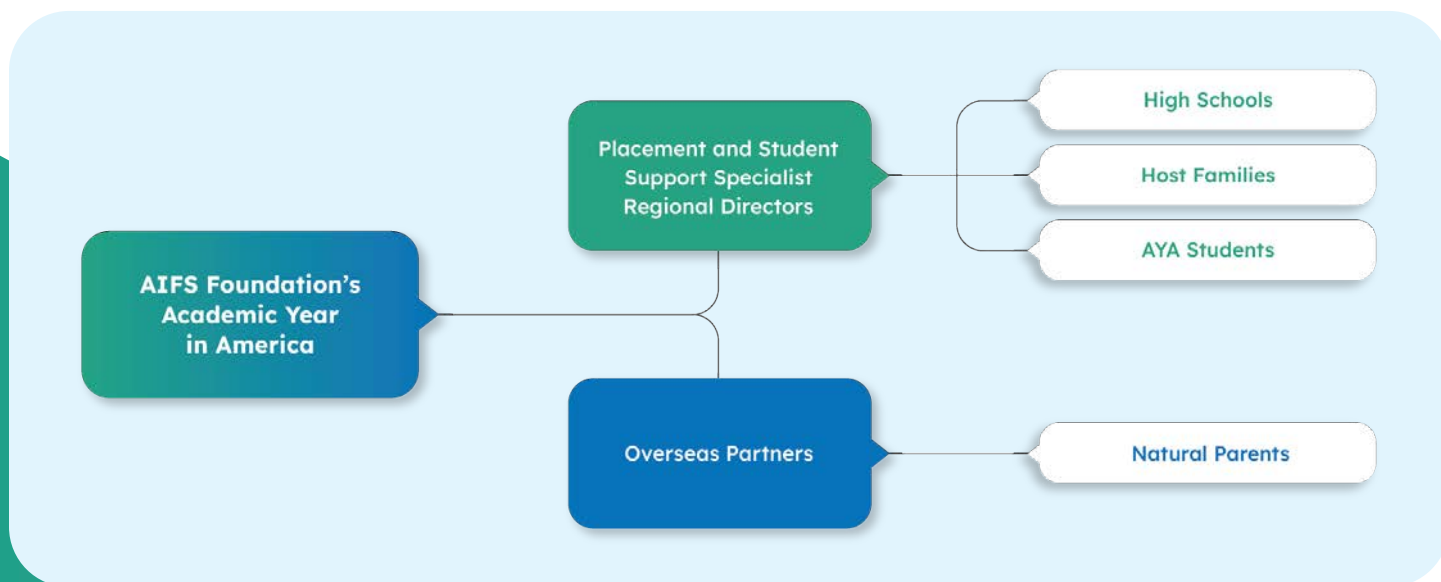 AIFS Foundation's
Academic Year
in America
Placement and Student
Support Specialist
Regional Directors
High Schools
Host Families
AYA Students
Overseas Partners
Natural Parents